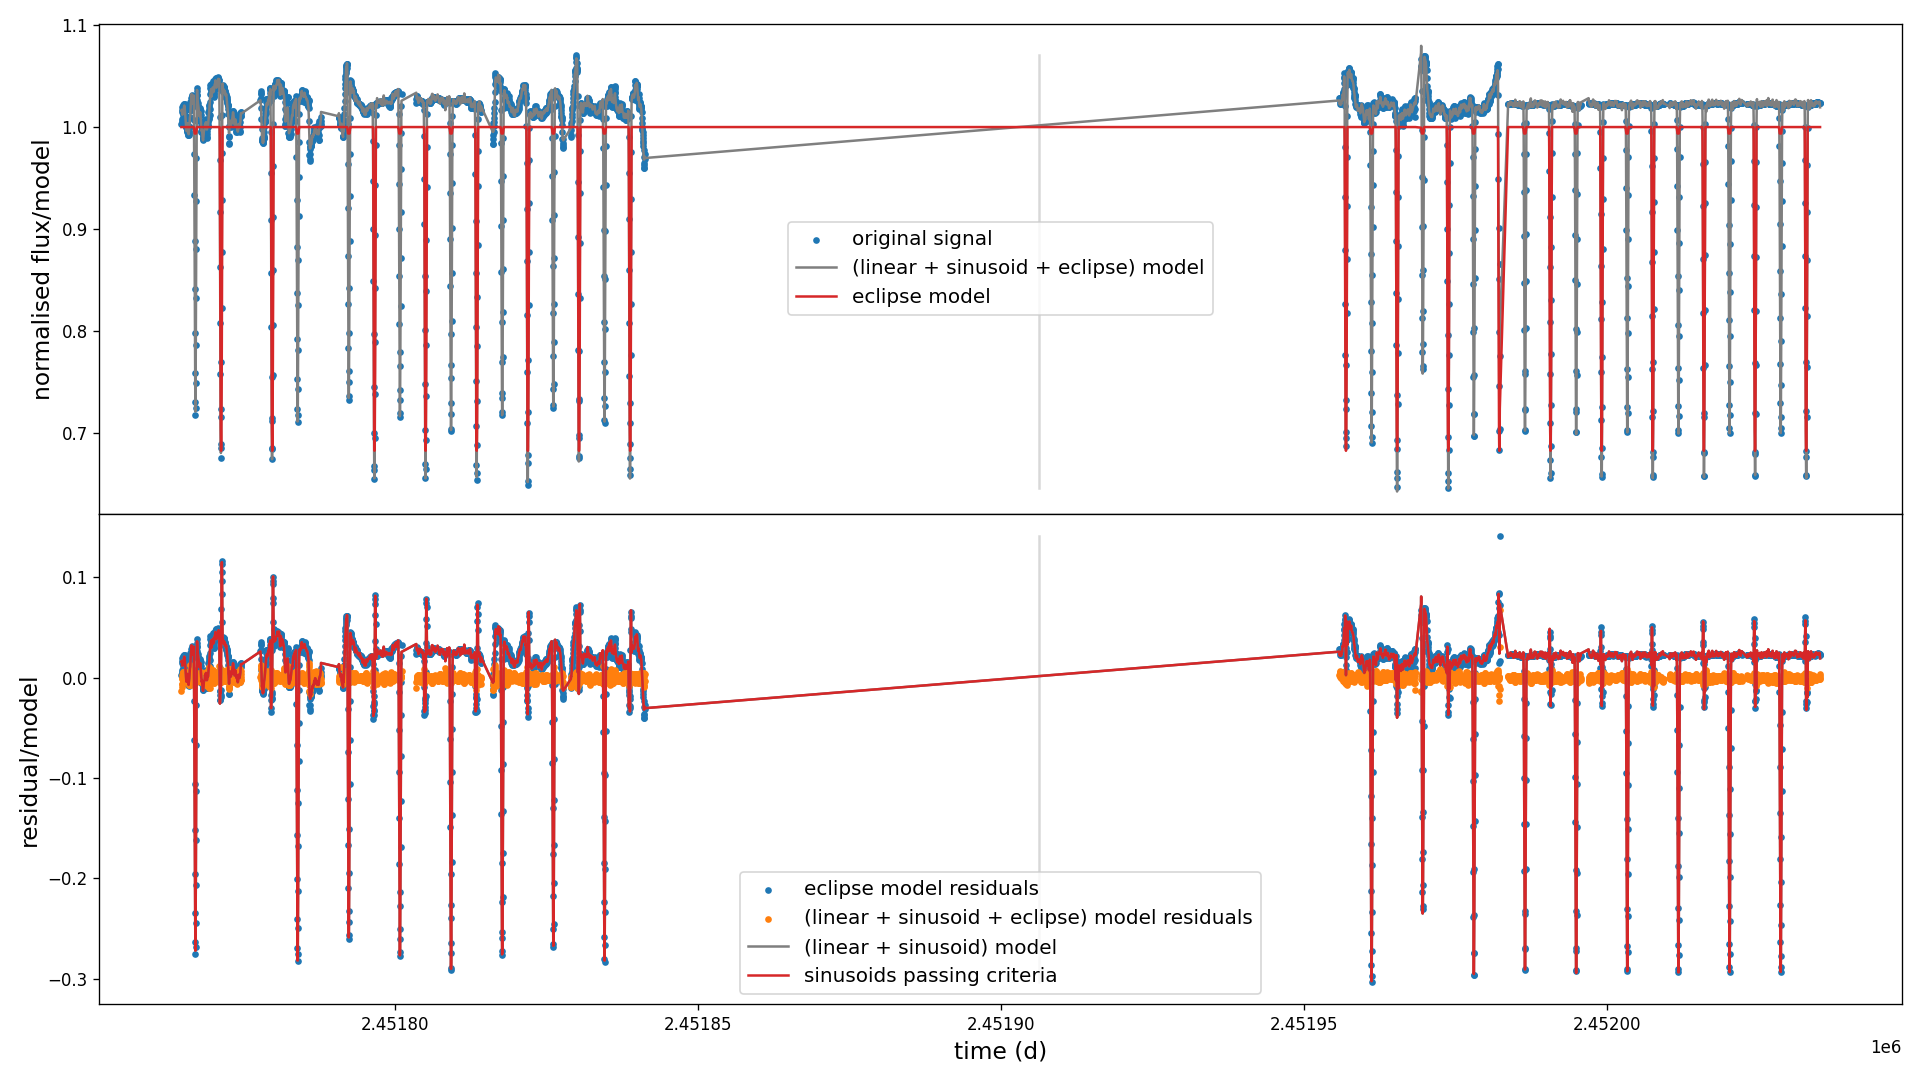 1.1
1.0
0.9
0.8
0.7
normalised flux/model
original signal
(linear + sinusoid + eclipse) model
eclipse model
0.1
0.0
−0.1
−0.2
−0.3
residual/model
eclipse model residuals
(linear + sinusoid + eclipse) model residuals
(linear + sinusoid) model
sinusoids passing criteria
2.45180
2.45185
2.45190
2.45195
2.45200
time (d)
1e6